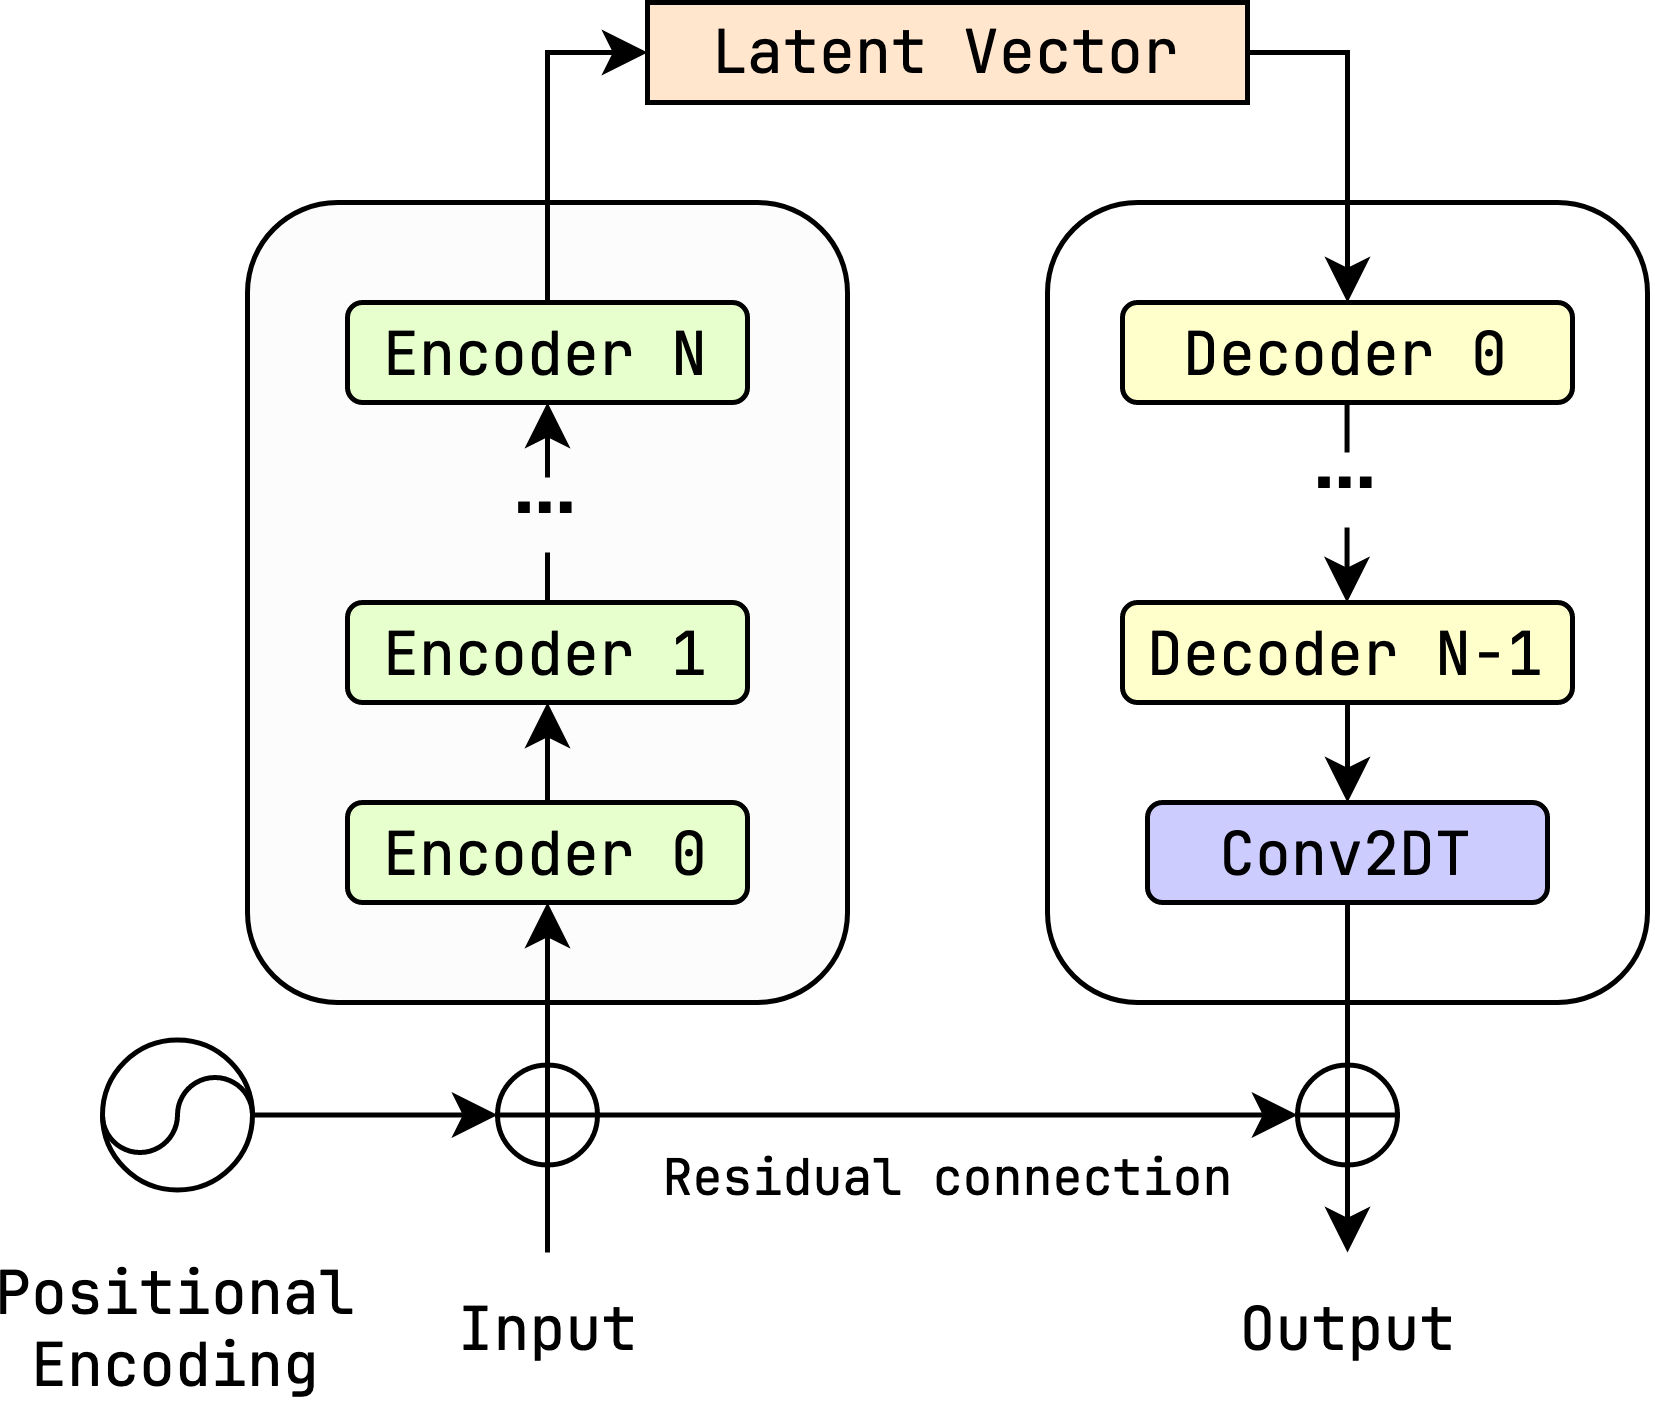 Latent Vector
Encoder N
...
Encoder 1
Encoder 0
Decoder 0
...
Decoder N-1
Conv2DT
Residual connection
Positional
Encoding
Input
Output